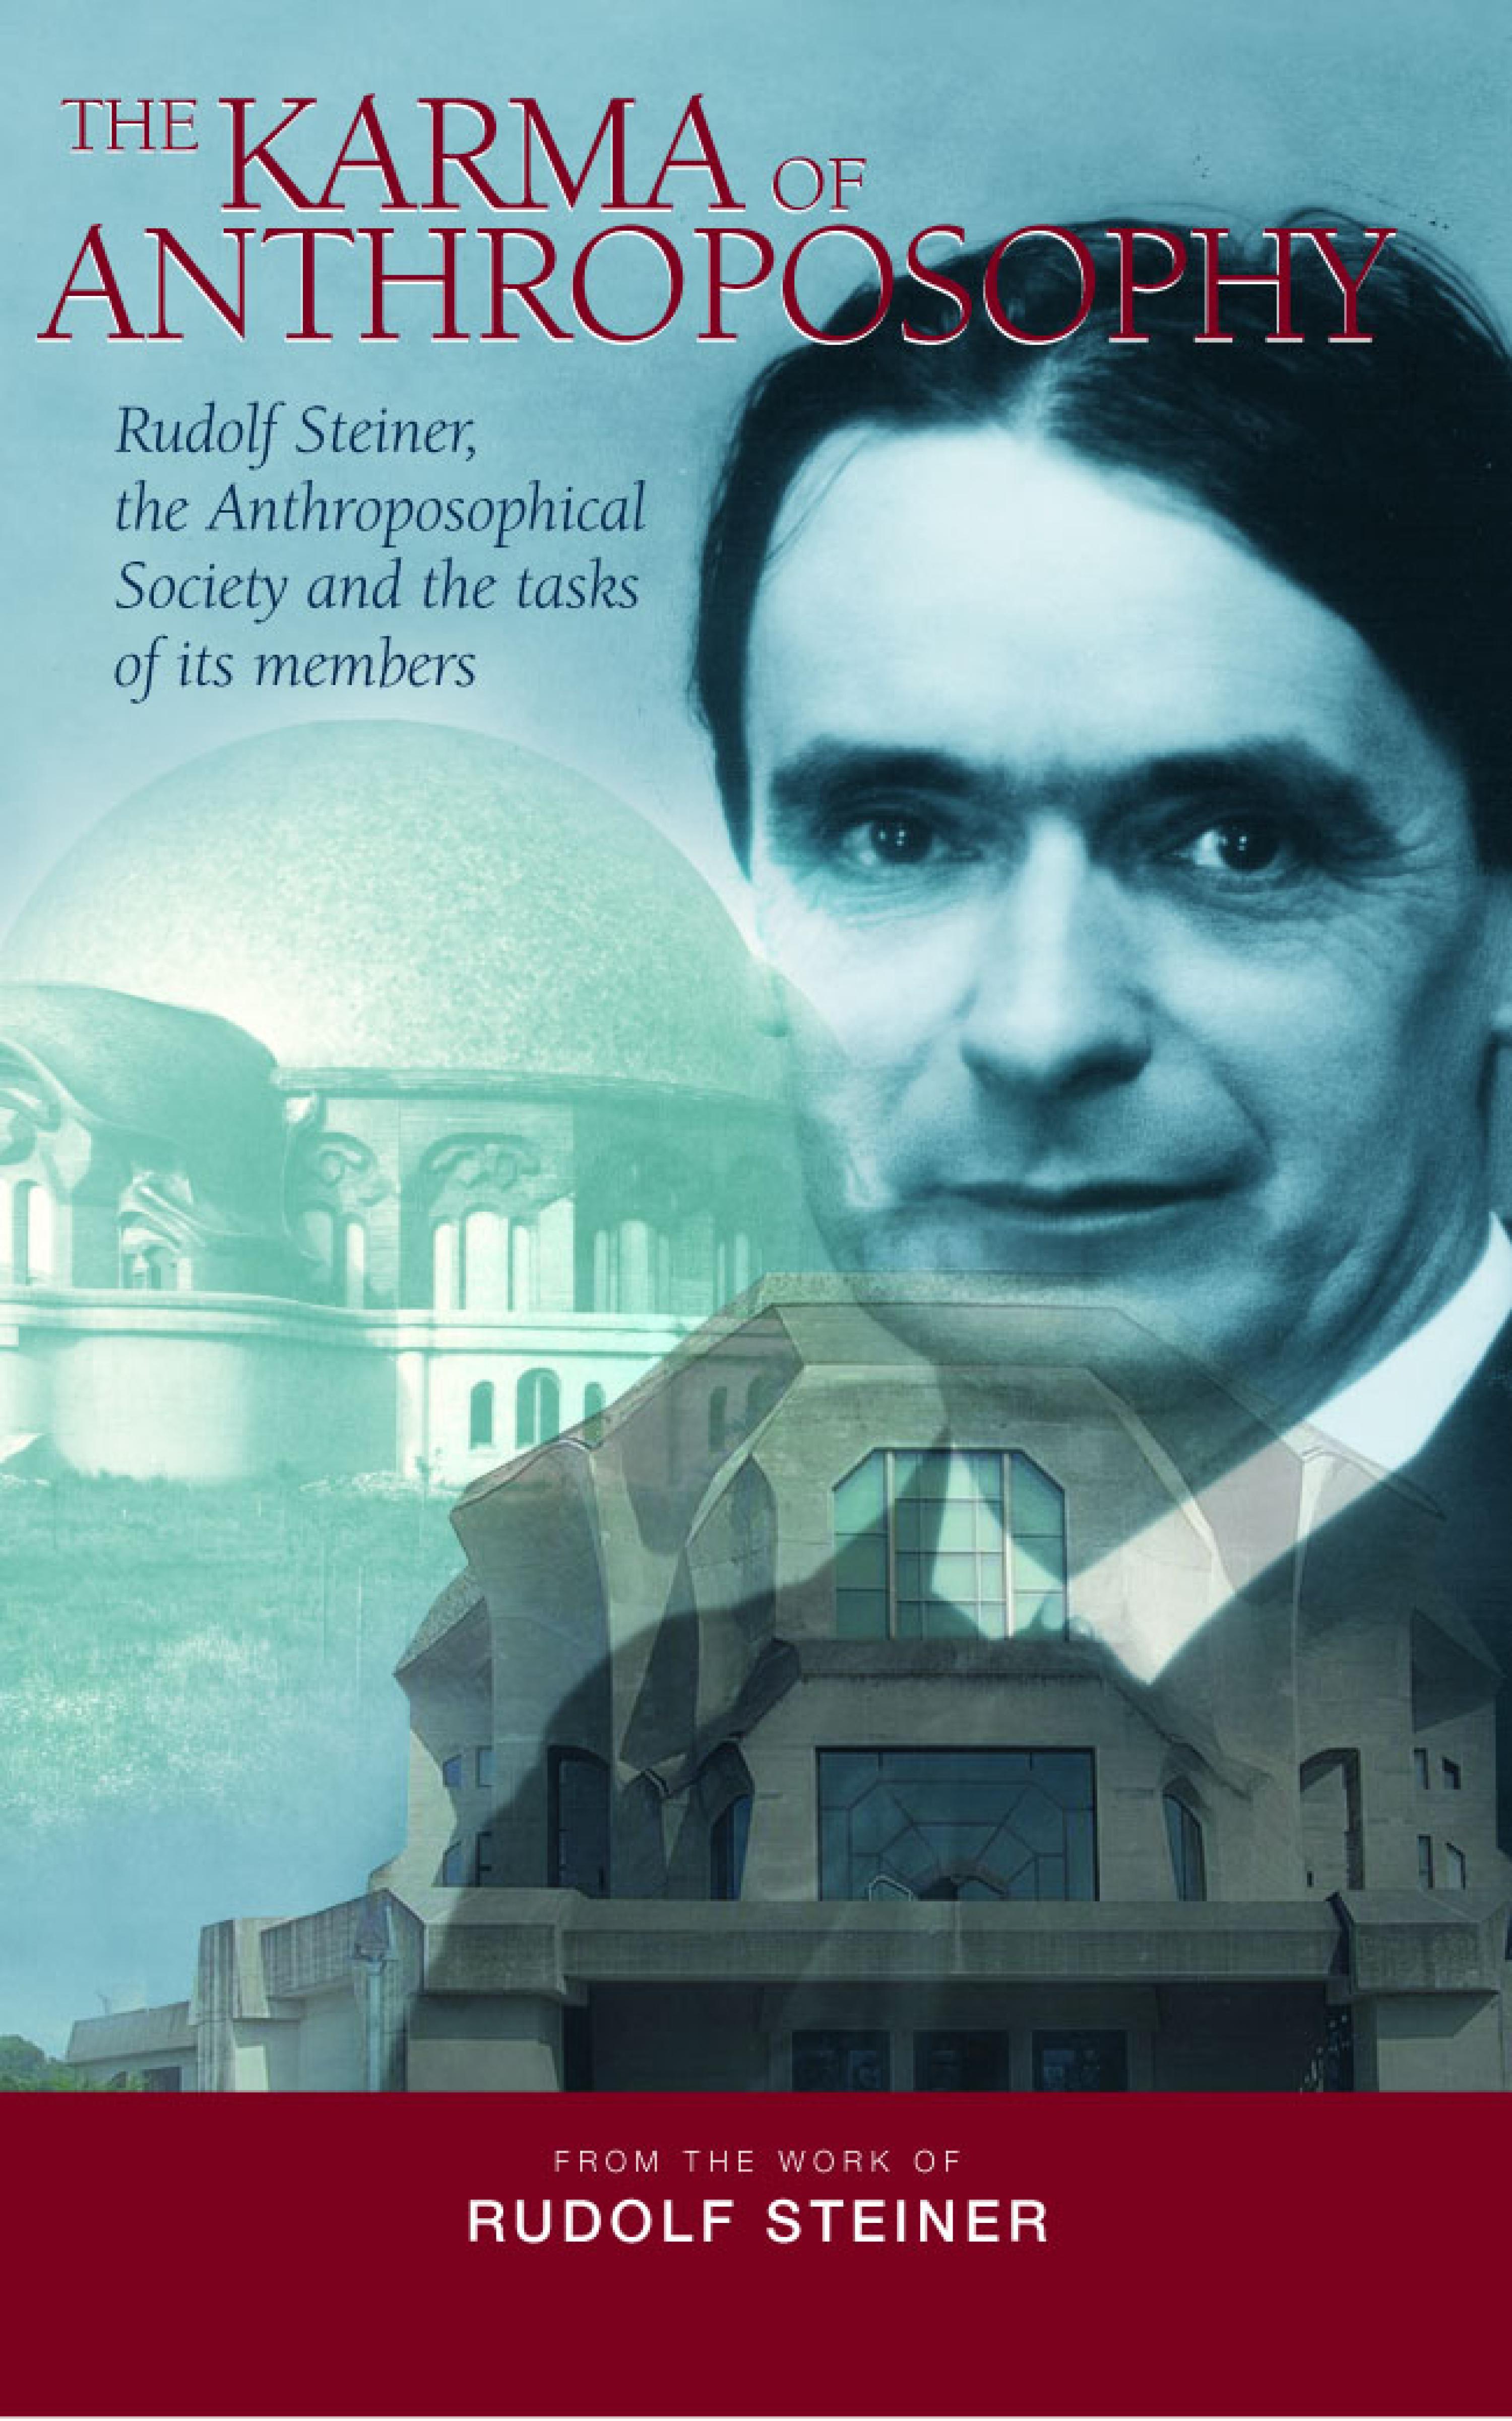 THE KARMA OF
ANTHROPOSOPHY
Rudolf Steiner,
the Anthroposophical
Society and the tasks
of its members
FROM THE WORK OF
RUDOLF STEINER